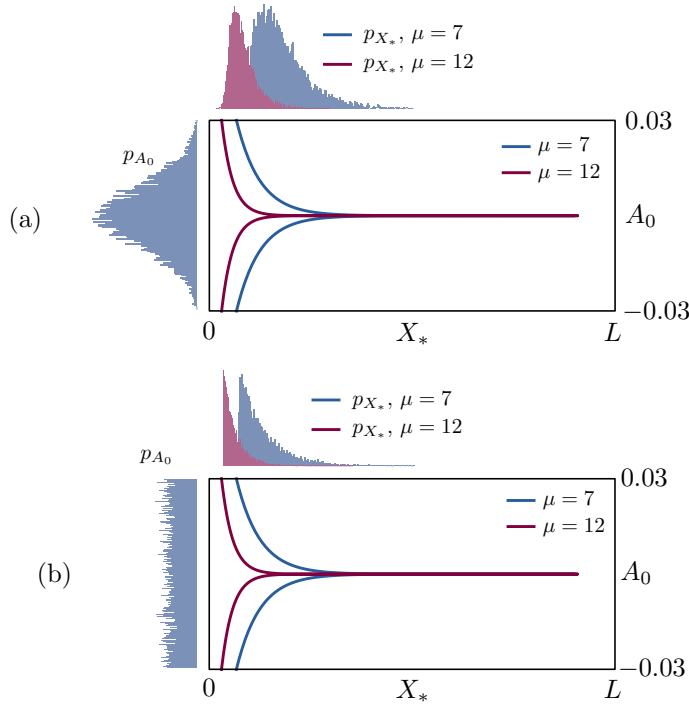 p_{X_*}, μ = 7
p_{X_*}, μ = 12
p_{A_0}
(a)
μ = 7
μ = 12
0.03
A_0
−0.03
0
X_*
L
p_{X_*}, μ = 7
p_{X_*}, μ = 12
p_{A_0}
(b)
μ = 7
μ = 12
0.03
A_0
−0.03
0
X_*
L